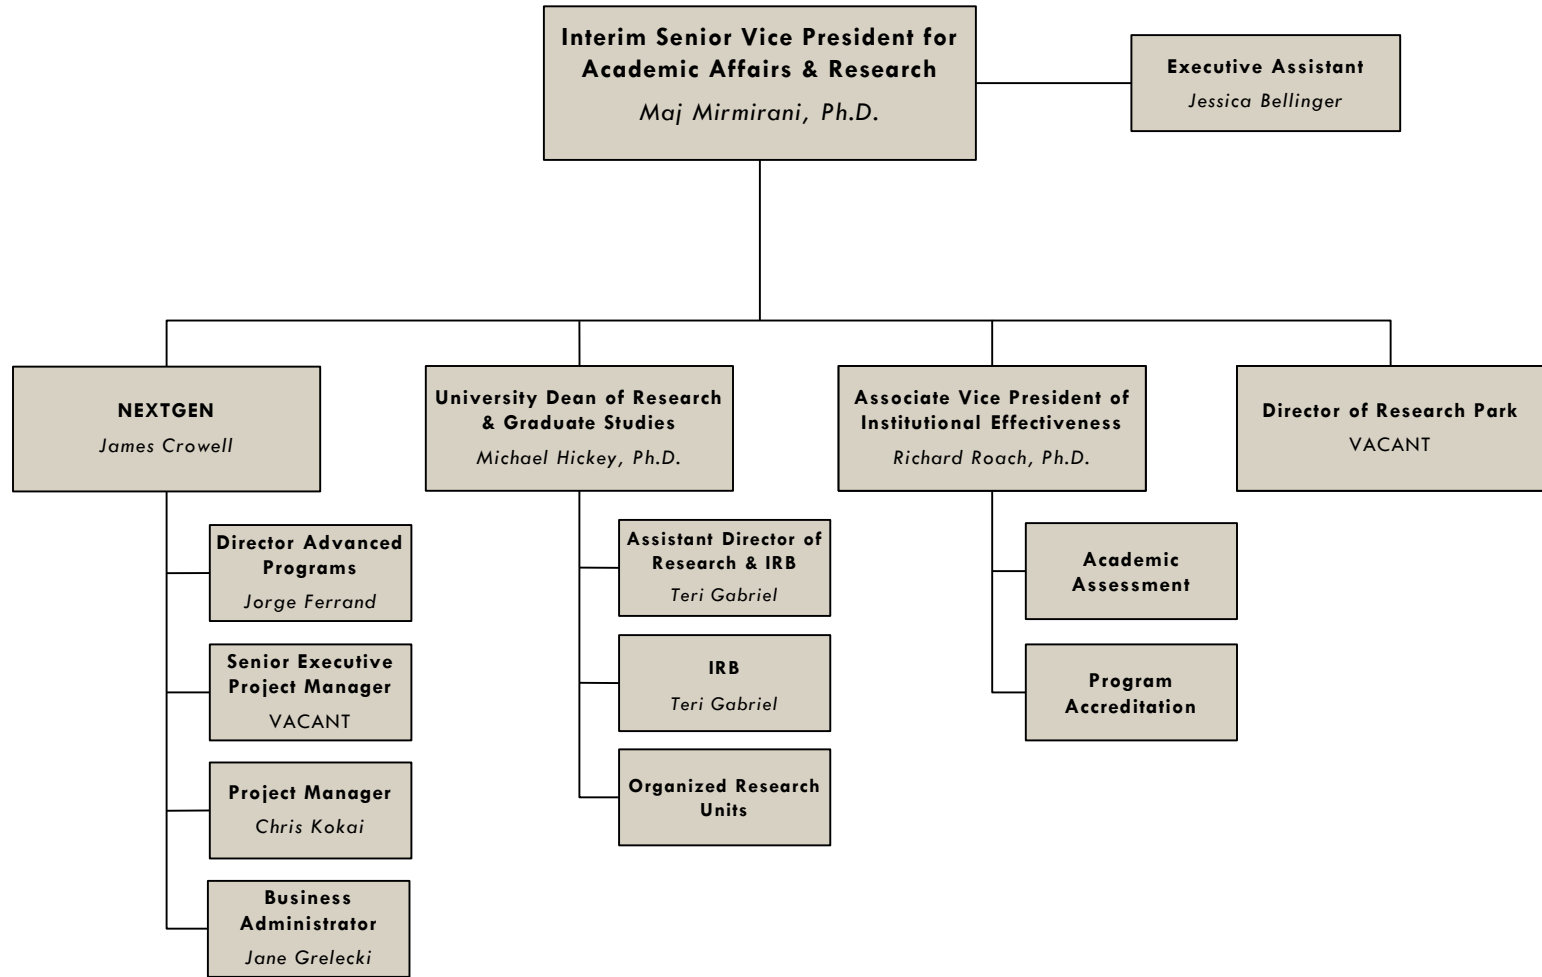 Interim Senior Vice President for
Academic Affairs & Research
Maj Mirmirani, Ph.D.
Executive Assistant
Jessica Bellinger
NEXTGEN
James Crowell
Director Advanced
Programs
Jorge Ferrand
Senior Executive
Project Manager
VACANT
Project Manager
Chris Kokai
Business
Administrator
Jane Grelecki
University Dean of Research
& Graduate Studies
Michael Hickey, Ph.D.
Assistant Director of
Research & IRB
Teri Gabriel
IRB
Teri Gabriel
Organized Research
Units
Associate Vice President of
Institutional Effectiveness
Richard Roach, Ph.D.
Academic
Assessment
Program
Accreditation
Director of Research Park
VACANT